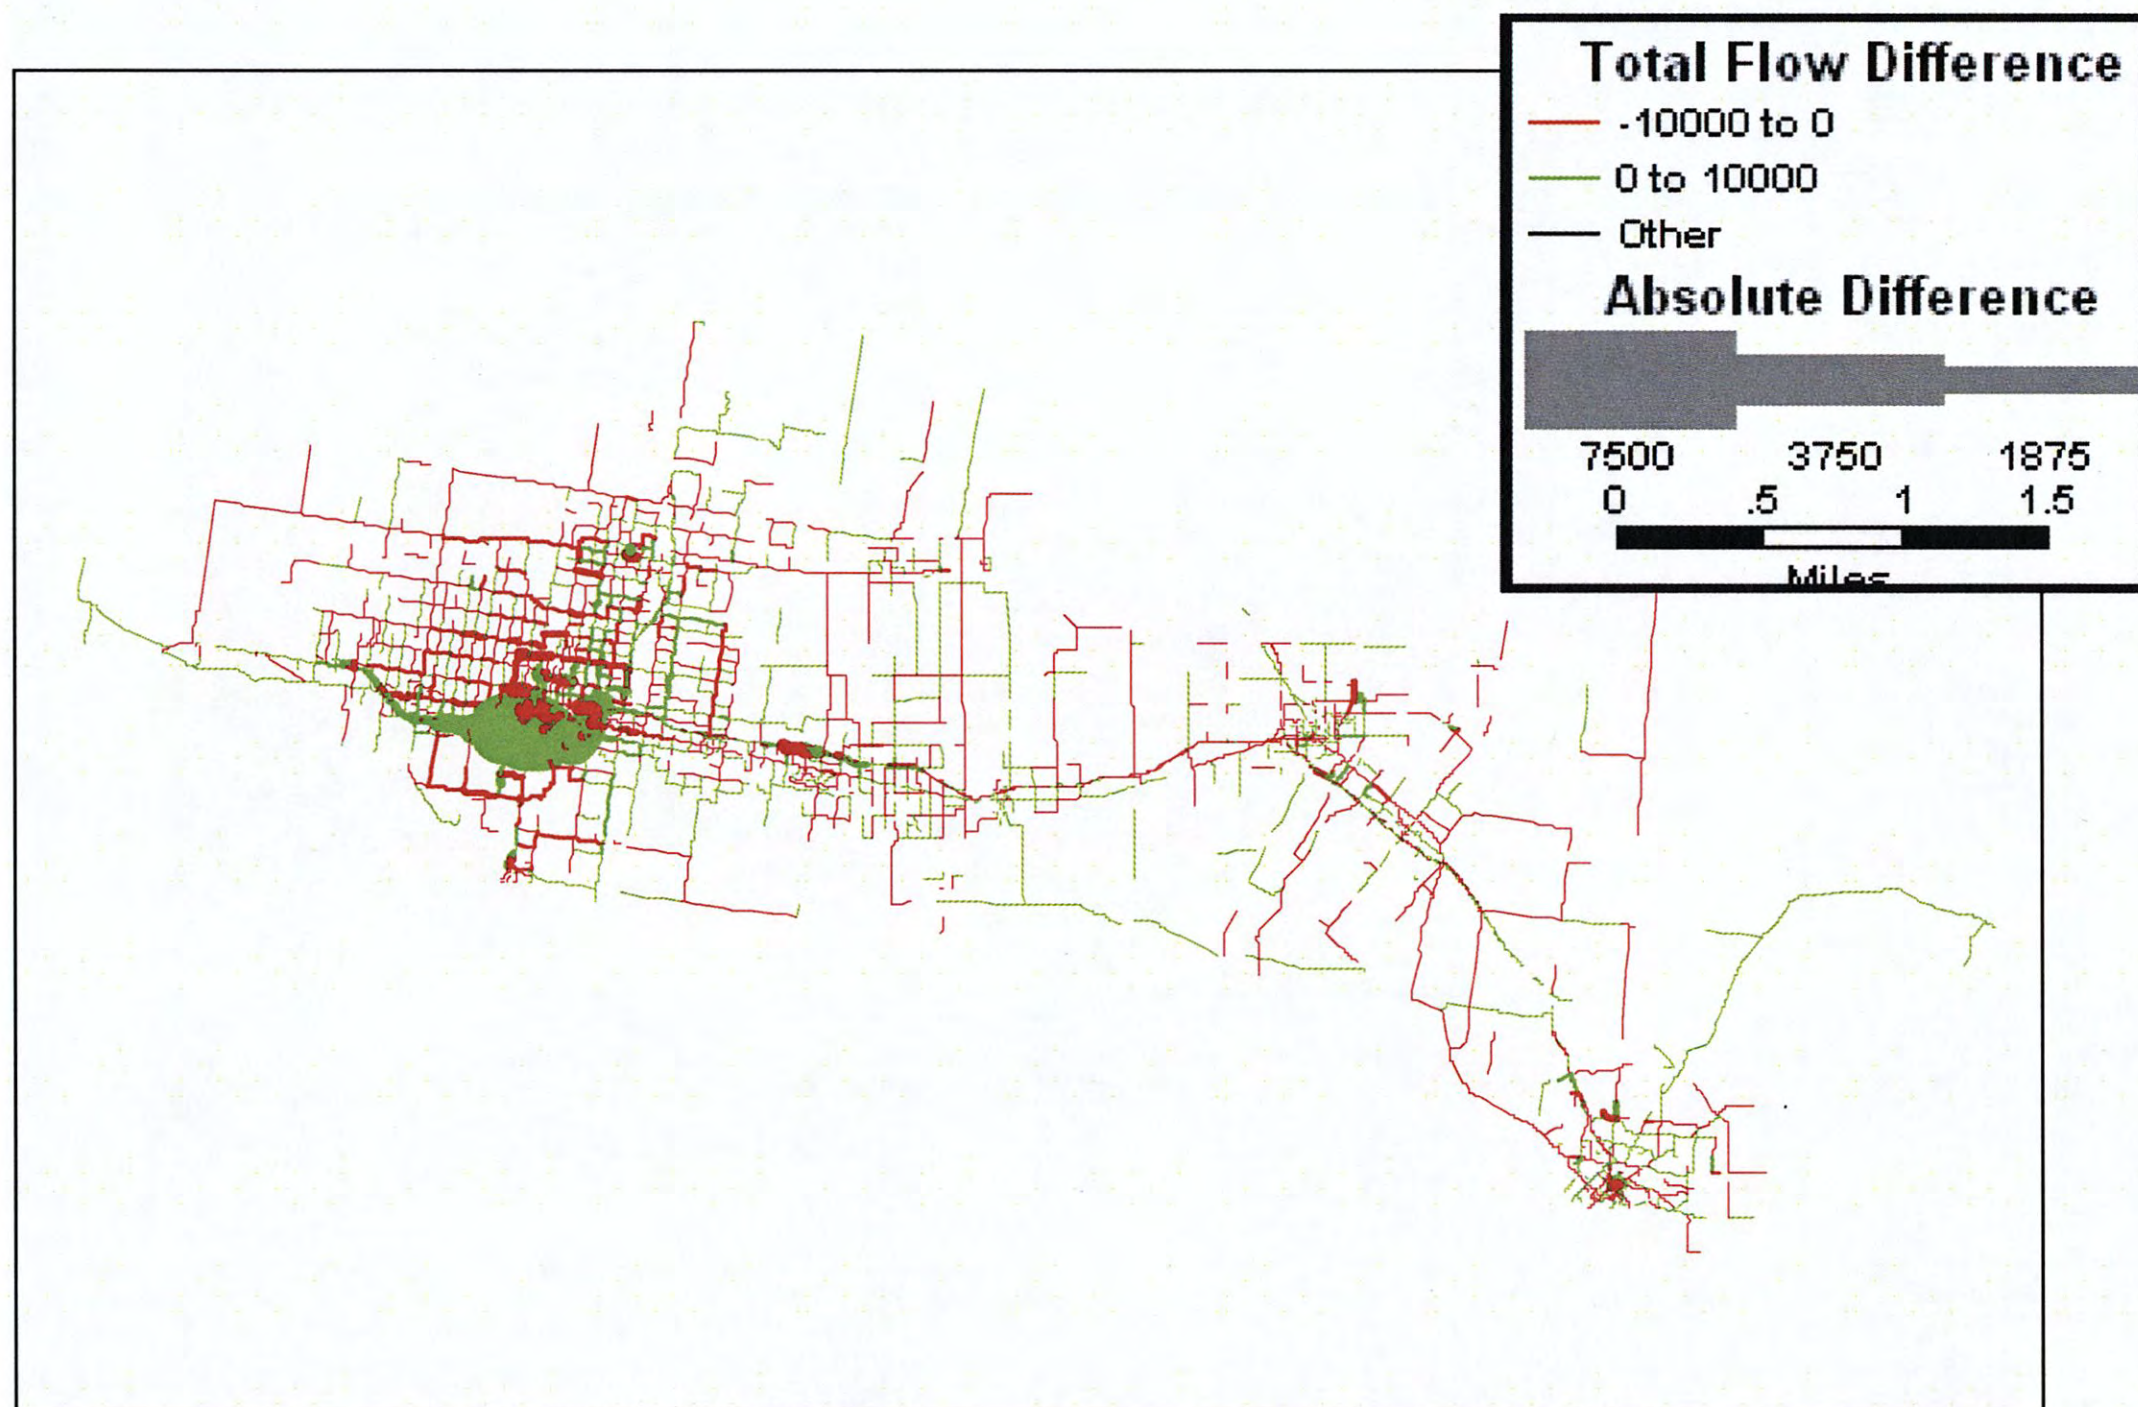 Total Flow Difference
-10000 to 0
0 to 10000
Other
Absolute Difference
7500 3750 1875
0 .5 1 1.5
Miles